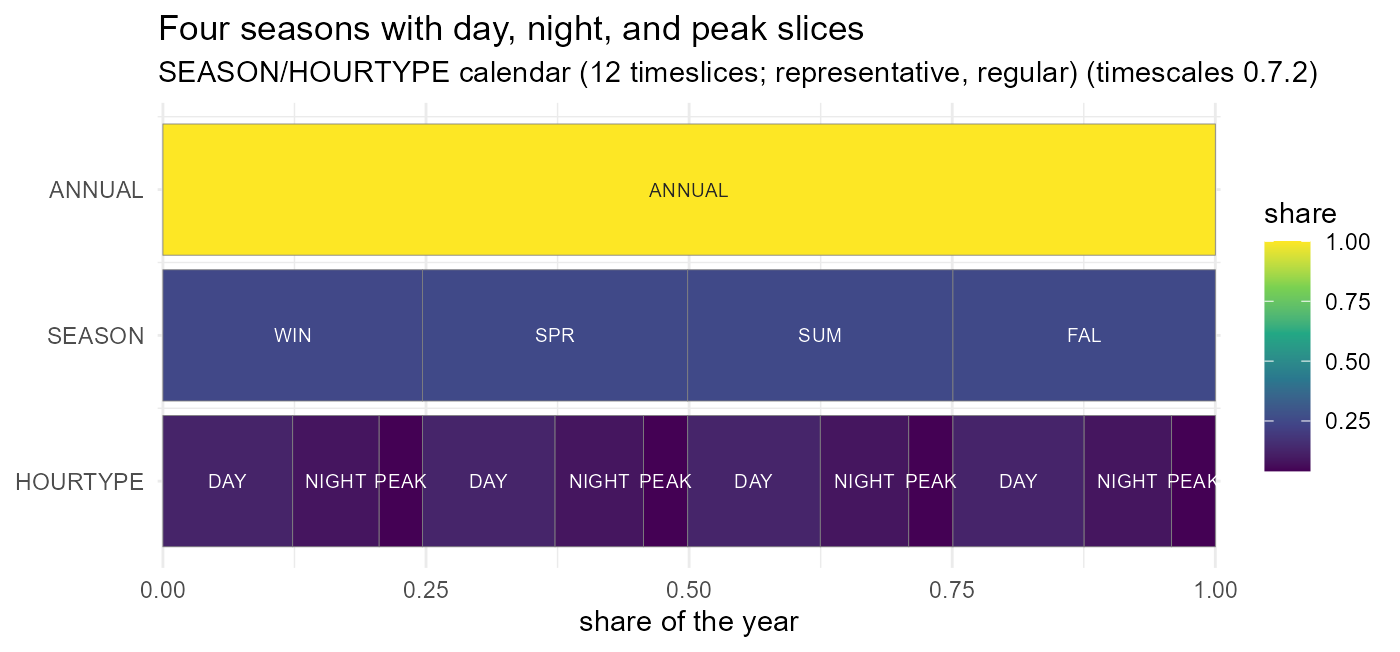 Four seasons with day, night, and peak slices
SEASON/HOURTYPE calendar (12 timeslices; representative, regular) (timescales 0.7.2)
ANNUAL
ANNUAL
SEASON
WIN
SPR
SUM
FAL
HOURTYPE
DAY
NIGHT
PEAK
DAY
NIGHT
PEAK
DAY
NIGHT
PEAK
DAY
NIGHT
PEAK
0.00
0.25
0.50
0.75
1.00
share of the year
share
1.00
0.75
0.50
0.25